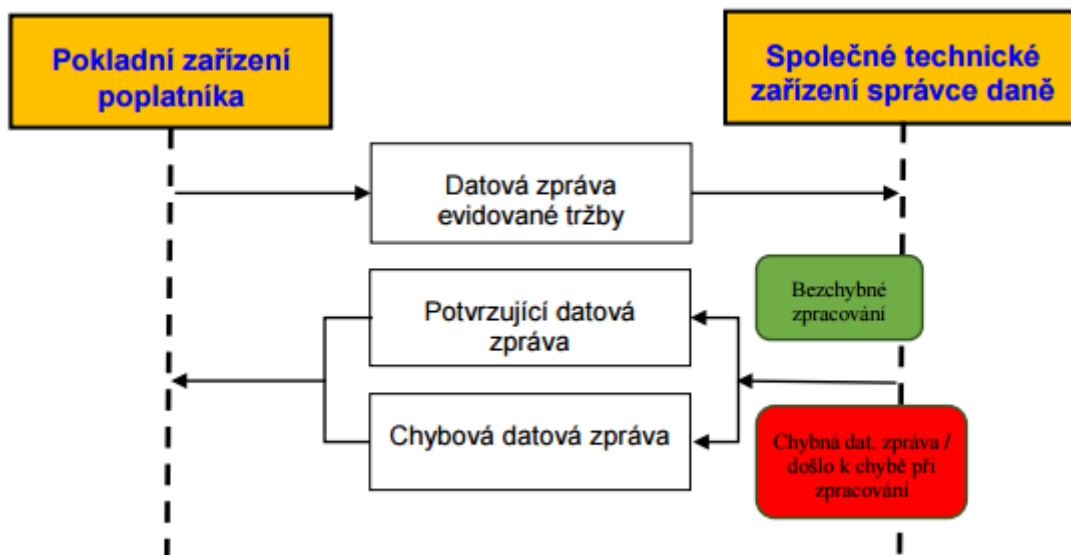 Pokladní zařízení
poplatníka
Společné technické
zařízení správce daně
Datová zpráva
evidované tržby
Bezchybné
zpracování
Potvrzující datová
zpráva
Chybová datová zpráva
Chybná dat. zpráva /
došlo k chybě při
zpracování